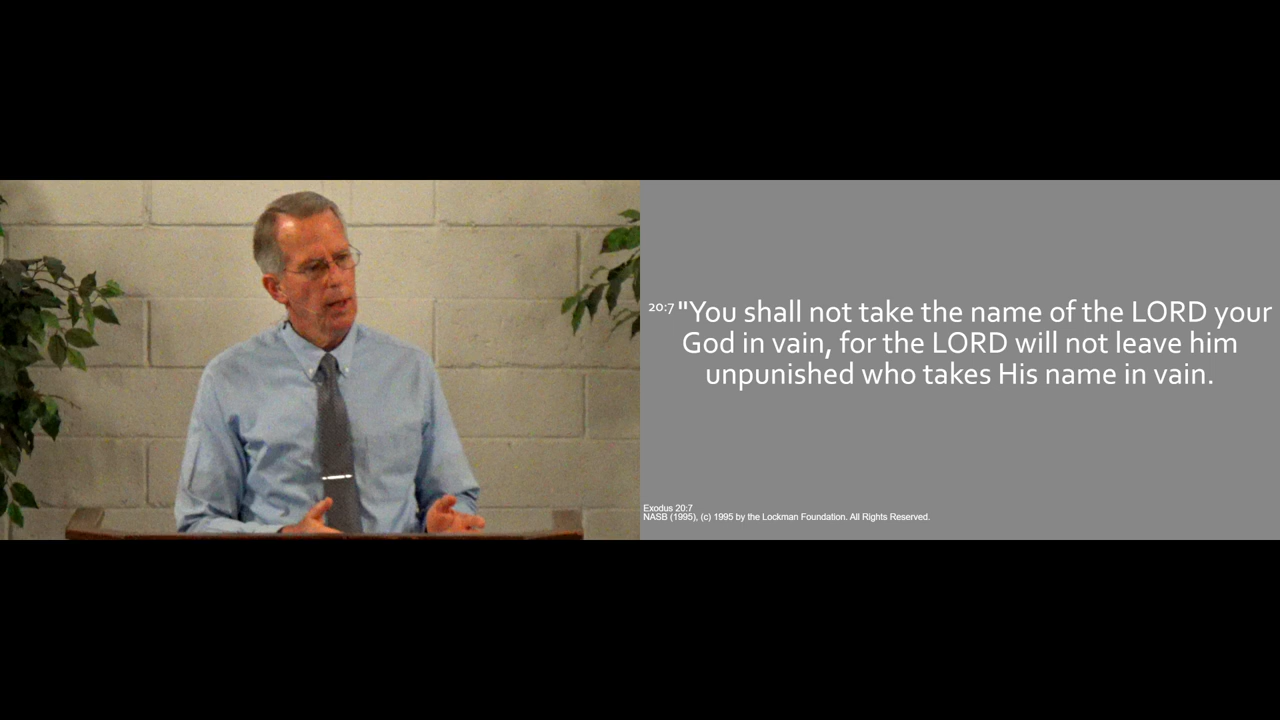 20:7 "You shall not take the name of the LORD your
God in vain, for the LORD will not leave him
unpunished who takes His name in vain.
Exodus 20:7
NASB (1995), (c) 1995 by the Lockman Foundation. All Rights Reserved.